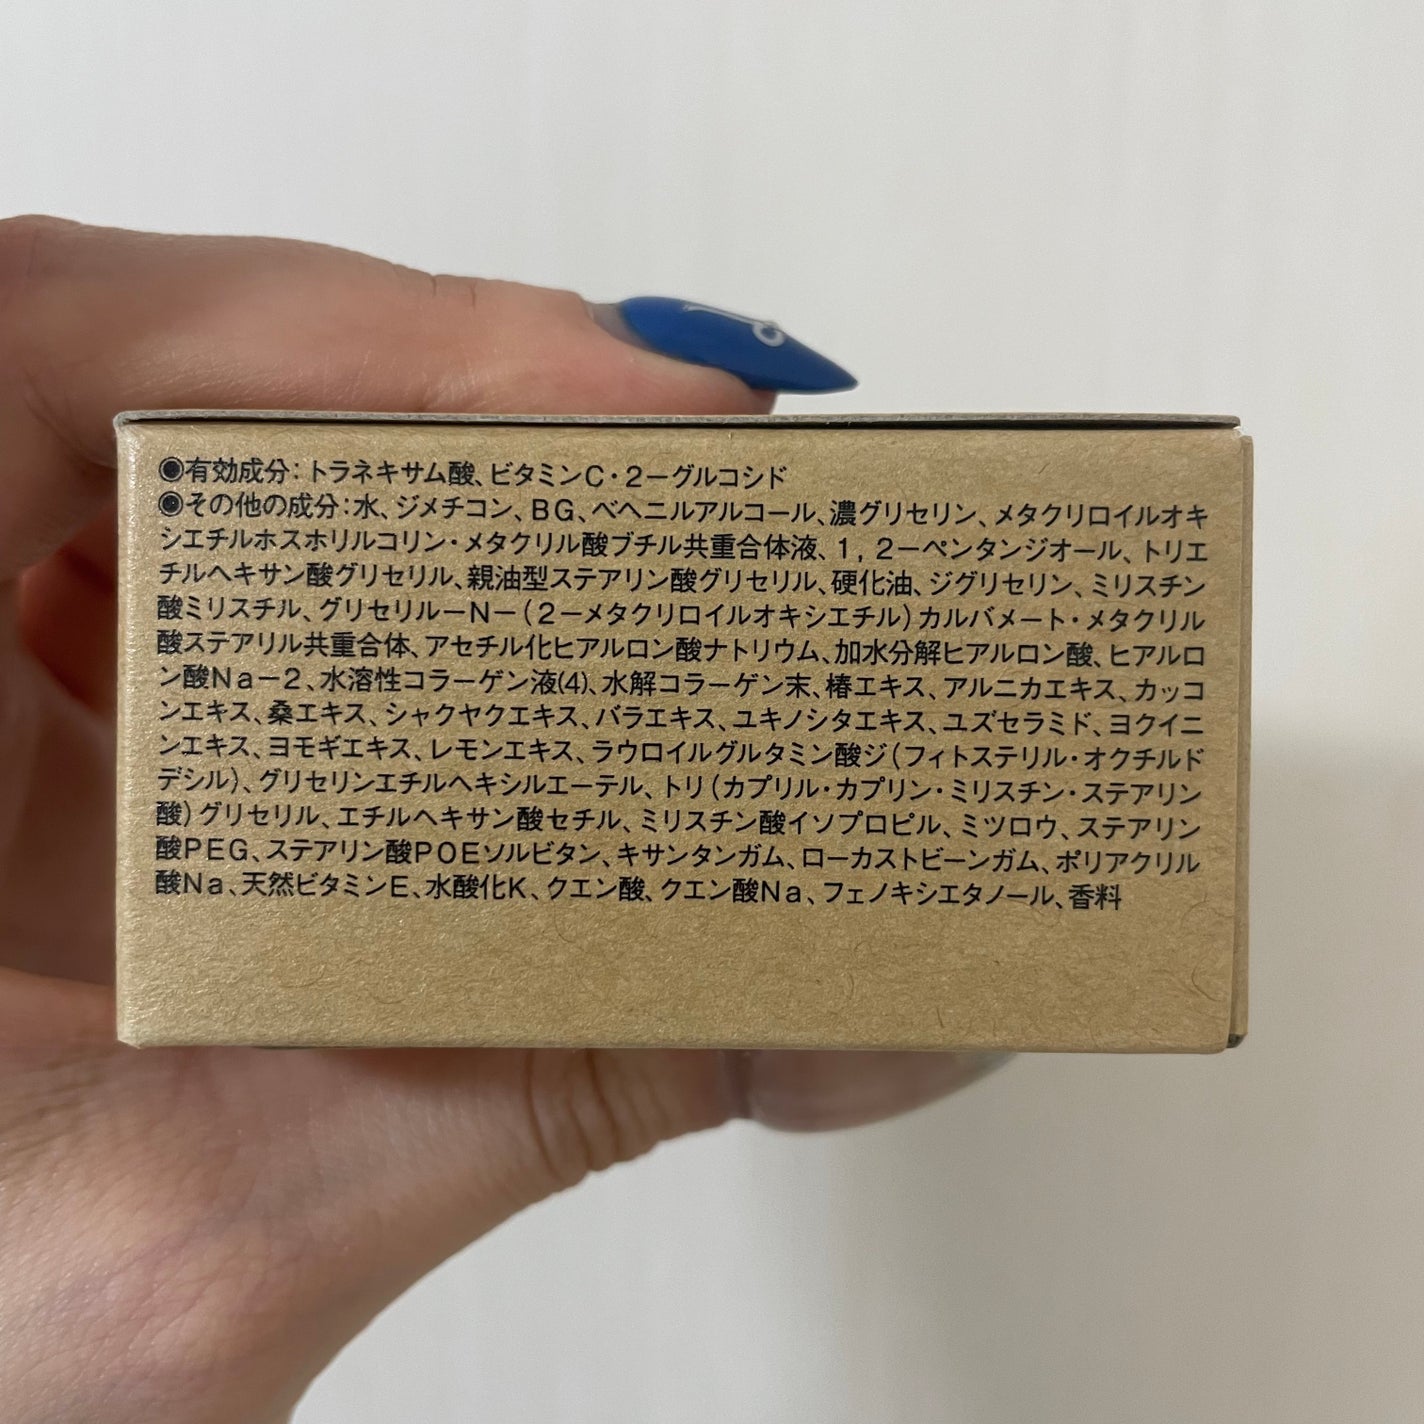 ◉有効成分：トラネキサム酸、ビタミンC・2－グルコシド
◉その他の成分：水、ジメチコン、BG、ベヘニルアルコール、濃グリセリン、メタクリロイルオキ
シエチルホスホリルコリン・メタクリル酸ブチル共重合体液、1，2－ペンタンジオール、トリエ
チルヘキサン酸グリセリル、親油型ステアリン酸グリセリル、硬化油、ジグリセリン、ミリスチン
酸ミリスチル、グリセリル－N－（2－メタクリロイルオキシエチル）カルバメート・メタクリル
酸ステアリル共重合体、アセチル化ヒアルロン酸ナトリウム、加水分解ヒアルロン酸、ヒアルロ
ン酸Na－2、水溶性コラーゲン液(4)、水解コラーゲン末、椿エキス、アルニカエキス、カッコ
ンエキス、桑エキス、シャクヤクエキス、バラエキス、ユキノシタエキス、ユズセラミド、ヨクイニ
ンエキス、ヨモギエキス、レモンエキス、ラウロイルグルタミン酸ジ（フィトステリル・オクチルド
デシル）、グリセリンエチルヘキシルエーテル、トリ（カプリル・カプリン・ミリスチン・ステアリン
酸）グリセリル、エチルヘキサン酸セチル、ミリスチン酸イソプロピル、ミツロウ、ステアリン
酸PEG、ステアリン酸POEソルビタン、キサンタンガム、ローカストビーンガム、ポリアクリル
酸Na、天然ビタミンE、水酸化K、クエン酸、クエン酸Na、フェノキシエタノール、香料